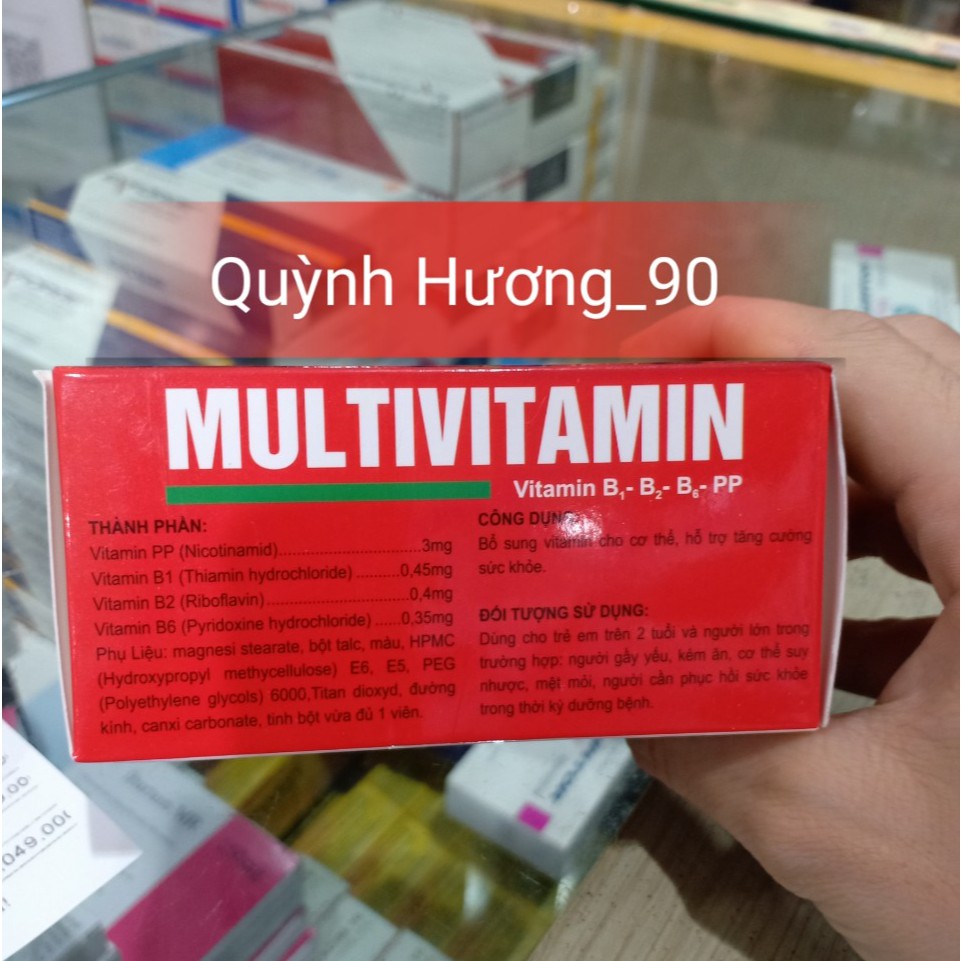 Quỳnh Hương_90
MULTIVITAMIN
Vitamin B₁- B₂- B₆- PP
THÀNH PHẦN:
Vitamin PP (Nicotinamid)..............................3mg
Vitamin B1 (Thiamin hydrochloride) ..........0,45mg
Vitamin B2 (Riboflavin)................................0,4mg
Vitamin B6 (Pyridoxine hydrochloride) ......0,35mg
Phụ Liệu: magnesi stearate, bột talc, màu, HPMC
(Hydroxypropyl methycellulose) E6, E5, PEG
(Polyethylene glycols) 6000,Titan dioxyd, đường
kính, canxi carbonate, tinh bột vừa đủ 1 viên.
CÔNG DỤNG:
Bổ sung vitamin cho cơ thể, hỗ trợ tăng cường
sức khỏe.
ĐỐI TƯỢNG SỬ DỤNG:
Dùng cho trẻ em trên 2 tuổi và người lớn trong
trường hợp: người gầy yếu, kém ăn, cơ thể suy
nhược, mệt mỏi, người cần phục hồi sức khỏe
trong thời kỳ dưỡng bệnh.